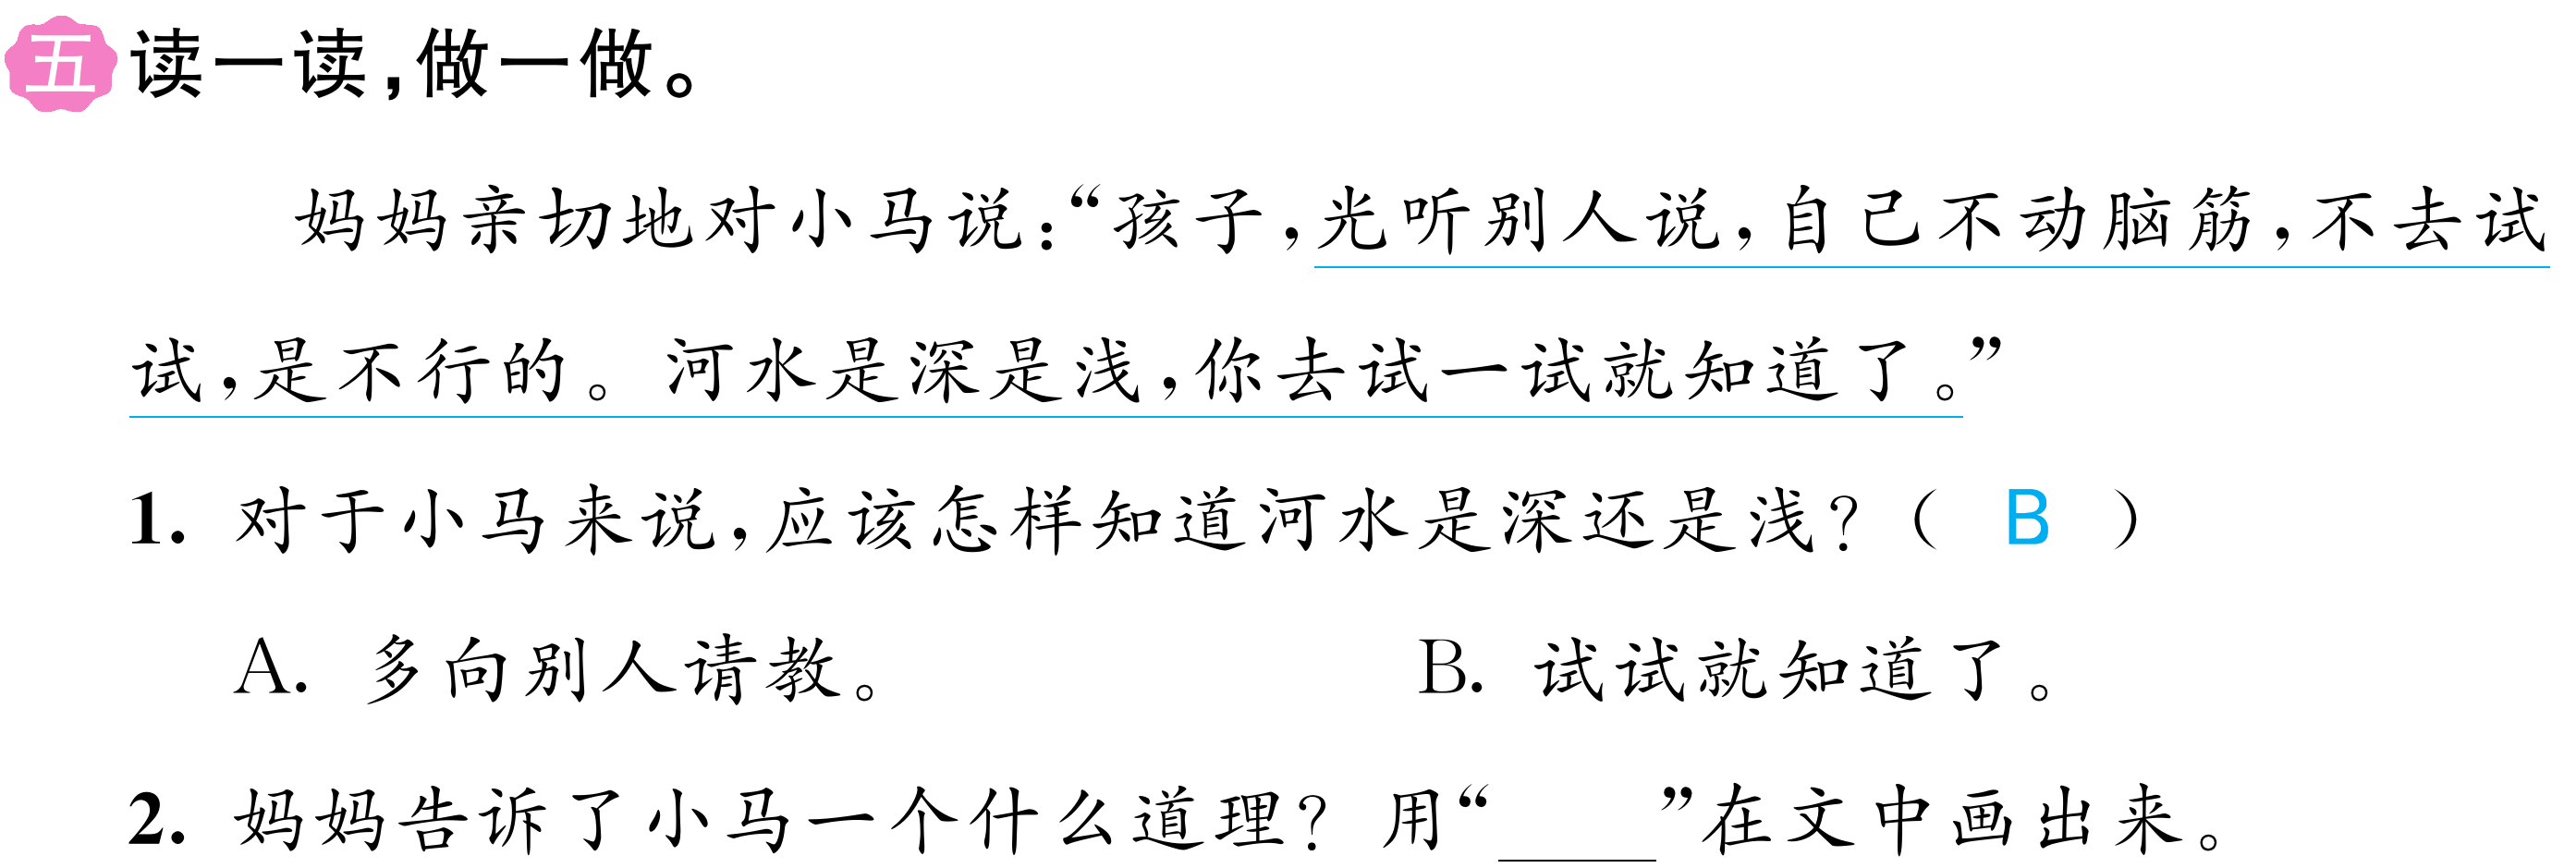 五 读一读,做一做。
妈妈亲切地对小马说:“孩子,光听别人说,自己不动脑筋,不去试
试,是不行的。河水是深是浅,你去试一试就知道了。”
1. 对于小马来说,应该怎样知道河水是深还是浅?( B )
A. 多向别人请教。 B. 试试就知道了。
2. 妈妈告诉了小马一个什么道理? 用“____”在文中画出来。